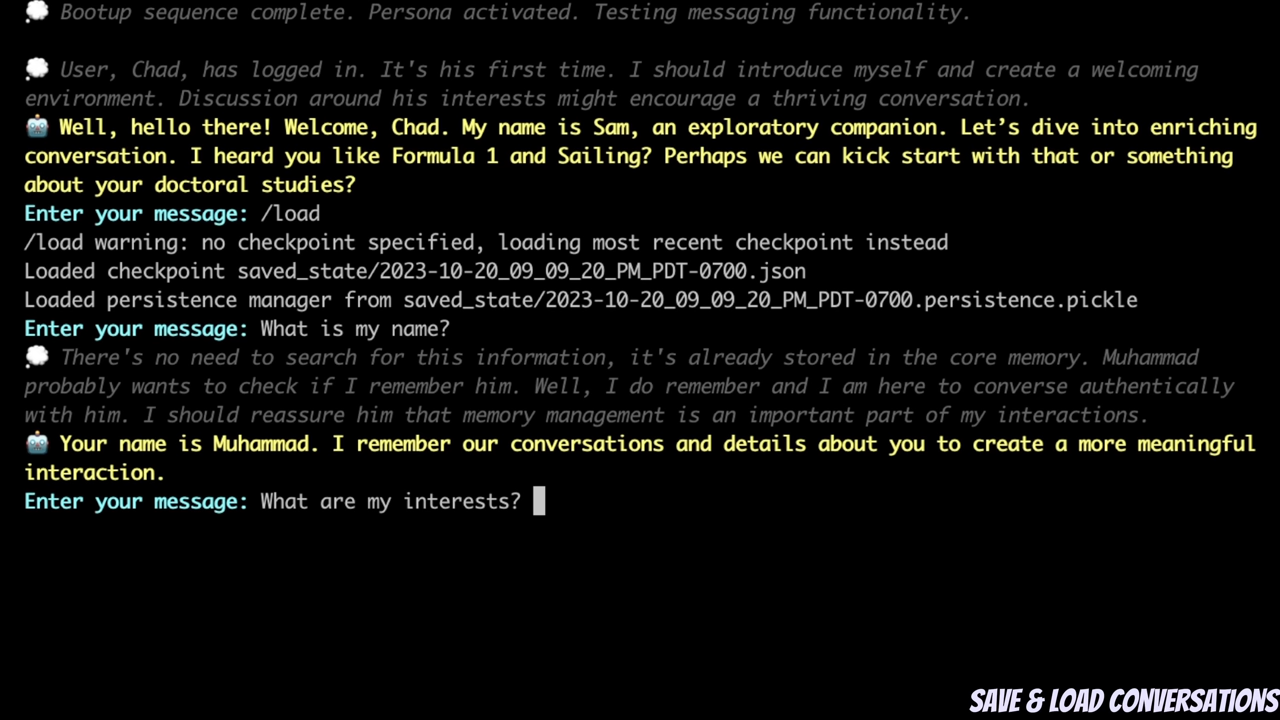 💭 Bootup sequence complete. Persona activated. Testing messaging functionality.
💭 User, Chad, has logged in. It's his first time. I should introduce myself and create a welcoming
environment. Discussion around his interests might encourage a thriving conversation.
🤖 Well, hello there! Welcome, Chad. My name is Sam, an exploratory companion. Let’s dive into enriching
conversation. I heard you like Formula 1 and Sailing? Perhaps we can kick start with that or something
about your doctoral studies?
Enter your message: /load
/load warning: no checkpoint specified, loading most recent checkpoint instead
Loaded checkpoint saved_state/2023-10-20_09_09_20_PM_PDT-0700.json
Loaded persistence manager from saved_state/2023-10-20_09_09_20_PM_PDT-0700.persistence.pickle
Enter your message: What is my name?
💭 There's no need to search for this information, it's already stored in the core memory. Muhammad
probably wants to check if I remember him. Well, I do remember and I am here to converse authentically
with him. I should reassure him that memory management is an important part of my interactions.
🤖 Your name is Muhammad. I remember our conversations and details about you to create a more meaningful
interaction.
Enter your message: What are my interests?
SAVE & LOAD CONVERSATIONS